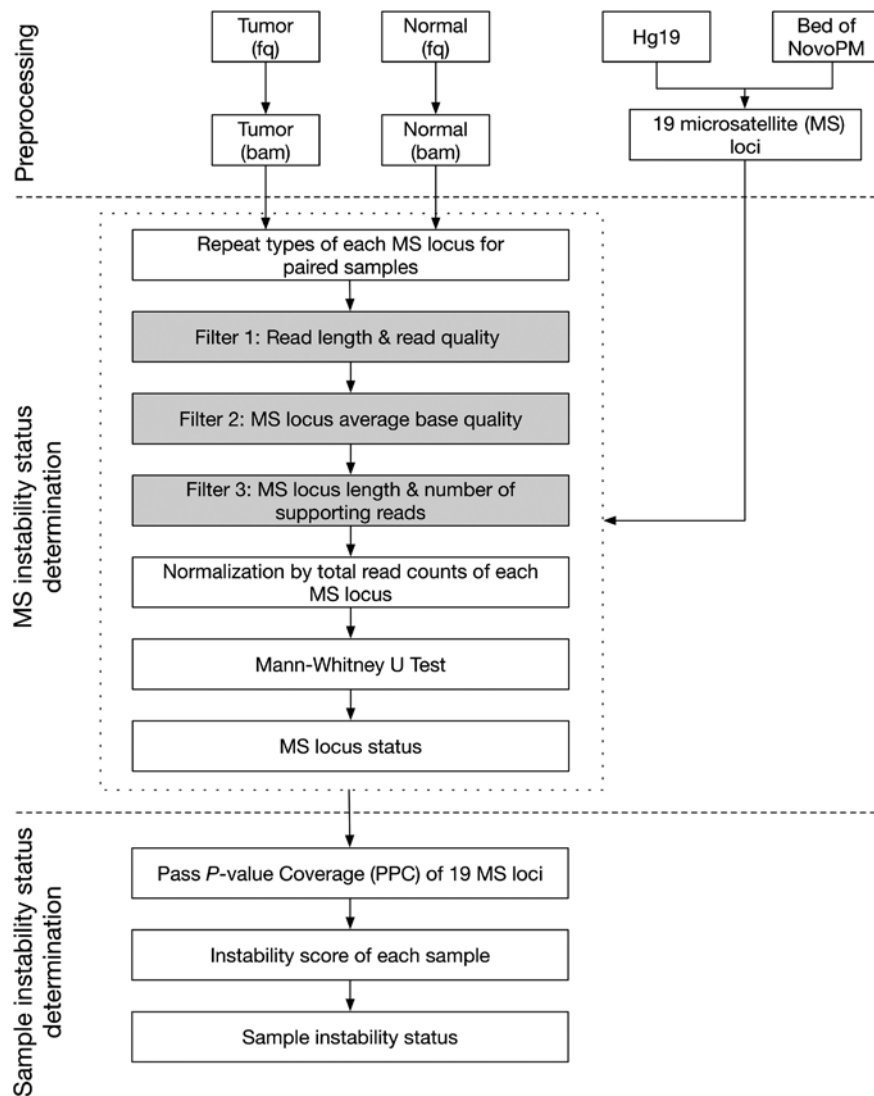 Preprocessing
Tumor
(fq)
Normal
(fq)
Hg19
Bed of
NovoPM
Tumor
(bam)
Normal
(bam)
19 microsatellite (MS)
loci
MS instability status
determination
Repeat types of each MS locus for
paired samples
Filter 1: Read length & read quality
Filter 2: MS locus average base quality
Filter 3: MS locus length & number of
supporting reads
Normalization by total read counts of each
MS locus
Mann-Whitney U Test
MS locus status
Sample instability status
determination
Pass P-value Coverage (PPC) of 19 MS loci
Instability score of each sample
Sample instability status